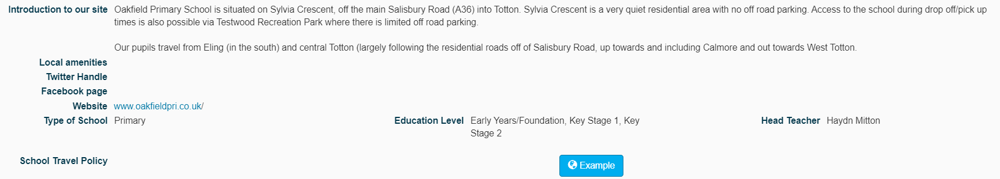 Introduction to our site Oakfield Primary School is situated on Sylvia Crescent, off the main Salisbury Road (A36) into Totton. Sylvia Crescent is a very quiet residential area with no off road parking. Access to the school during drop off/pick up
times is also possible via Testwood Recreation Park where there is limited off road parking.
Our pupils travel from Eling (in the south) and central Totton (largely following the residential roads off of Salisbury Road, up towards and including Calmore and out towards West Totton.
Local amenities
Twitter Handle
Facebook page
Website www.oakfieldpri.co.uk/
Type of School Primary Education Level Early Years/Foundation, Key Stage 1, Key Head Teacher Haydn Mitton
Stage 2
School Travel Policy Example